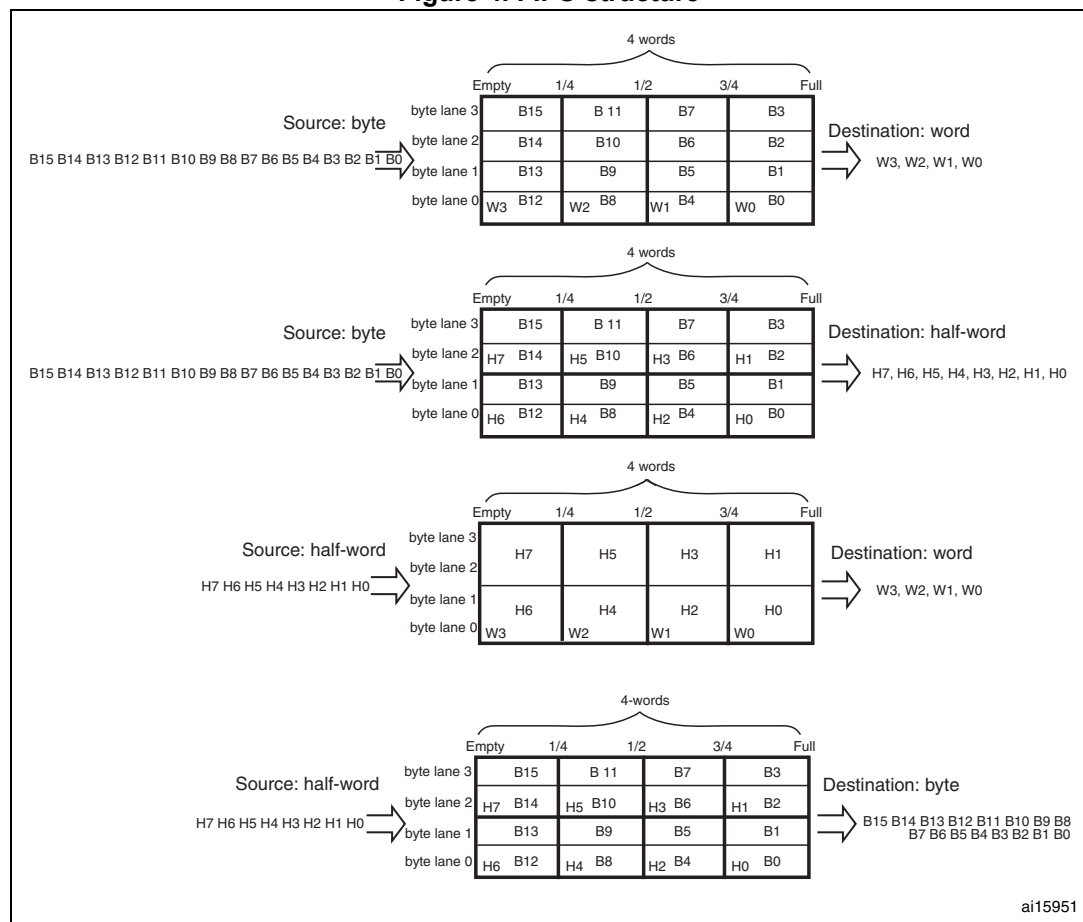 4 words
Empty 1/4 1/2 3/4 Full
Source: byte
B15 B14 B13 B12 B11 B10 B9 B8 B7 B6 B5 B4 B3 B2 B1 B0
byte lane 3 B15 B 11 B7 B3
byte lane 2 B14 B10 B6 B2
byte lane 1 B13 B9 B5 B1
byte lane 0 W3 B12 W2 B8 W1 B4 W0 B0
Destination: word
W3, W2, W1, W0
4 words
Empty 1/4 1/2 3/4 Full
Source: byte
B15 B14 B13 B12 B11 B10 B9 B8 B7 B6 B5 B4 B3 B2 B1 B0
byte lane 3 B15 B 11 B7 B3
byte lane 2 H7 B14 H5 B10 H3 B6 H1 B2
byte lane 1 B13 B9 B5 B1
byte lane 0 H6 B12 H4 B8 H2 B4 H0 B0
Destination: half-word
H7, H6, H5, H4, H3, H2, H1, H0
4 words
Empty 1/4 1/2 3/4 Full
Source: half-word
H7 H6 H5 H4 H3 H2 H1 H0
byte lane 3
H7 H5 H3 H1
byte lane 2
byte lane 1
H6 H4 H2 H0
byte lane 0 W3 W2 W1 W0
Destination: word
W3, W2, W1, W0
4-words
Empty 1/4 1/2 3/4 Full
Source: half-word
H7 H6 H5 H4 H3 H2 H1 H0
byte lane 3 B15 B 11 B7 B3
byte lane 2 H7 B14 H5 B10 H3 B6 H1 B2
byte lane 1 B13 B9 B5 B1
byte lane 0 H6 B12 H4 B8 H2 B4 H0 B0
Destination: byte
B15 B14 B13 B12 B11 B10 B9 B8
B7 B6 B5 B4 B3 B2 B1 B0
ai15951